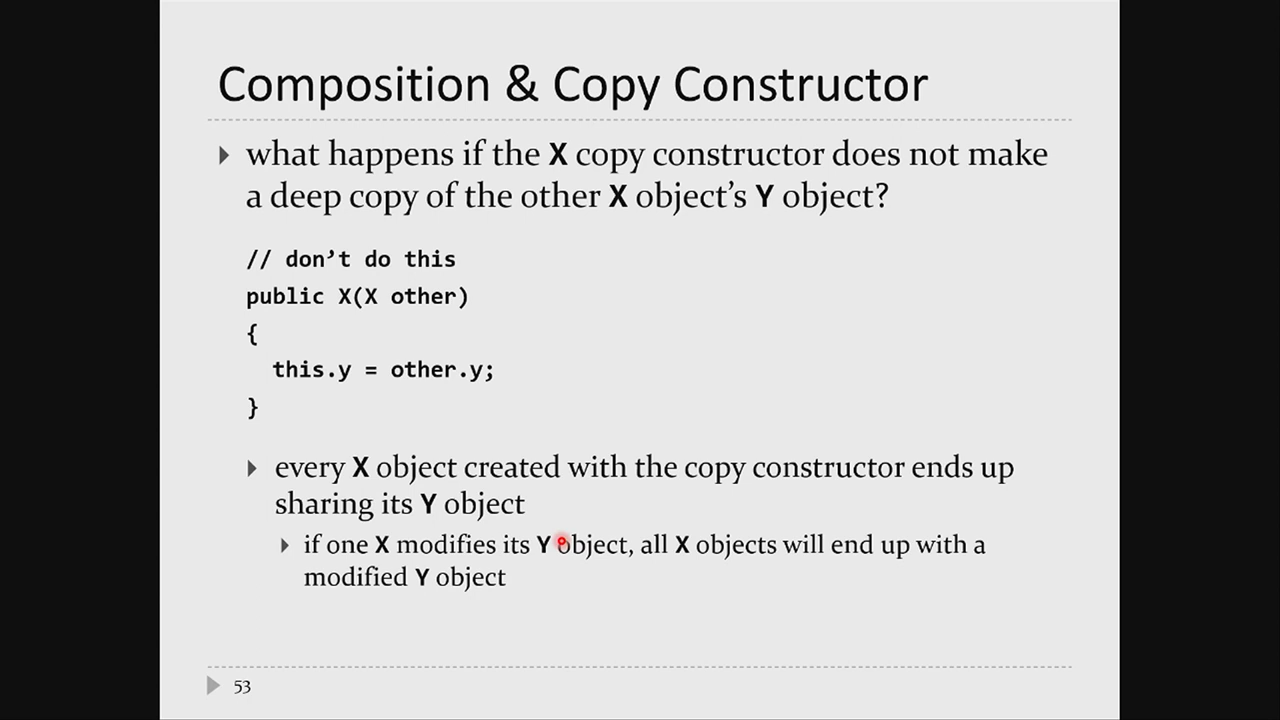 Composition & Copy Constructor
what happens if the X copy constructor does not make
a deep copy of the other X object’s Y object?
// don’t do this
public X(X other)
{
this.y = other.y;
}
every X object created with the copy constructor ends up
sharing its Y object
if one X modifies its Y object, all X objects will end up with a
modified Y object
53